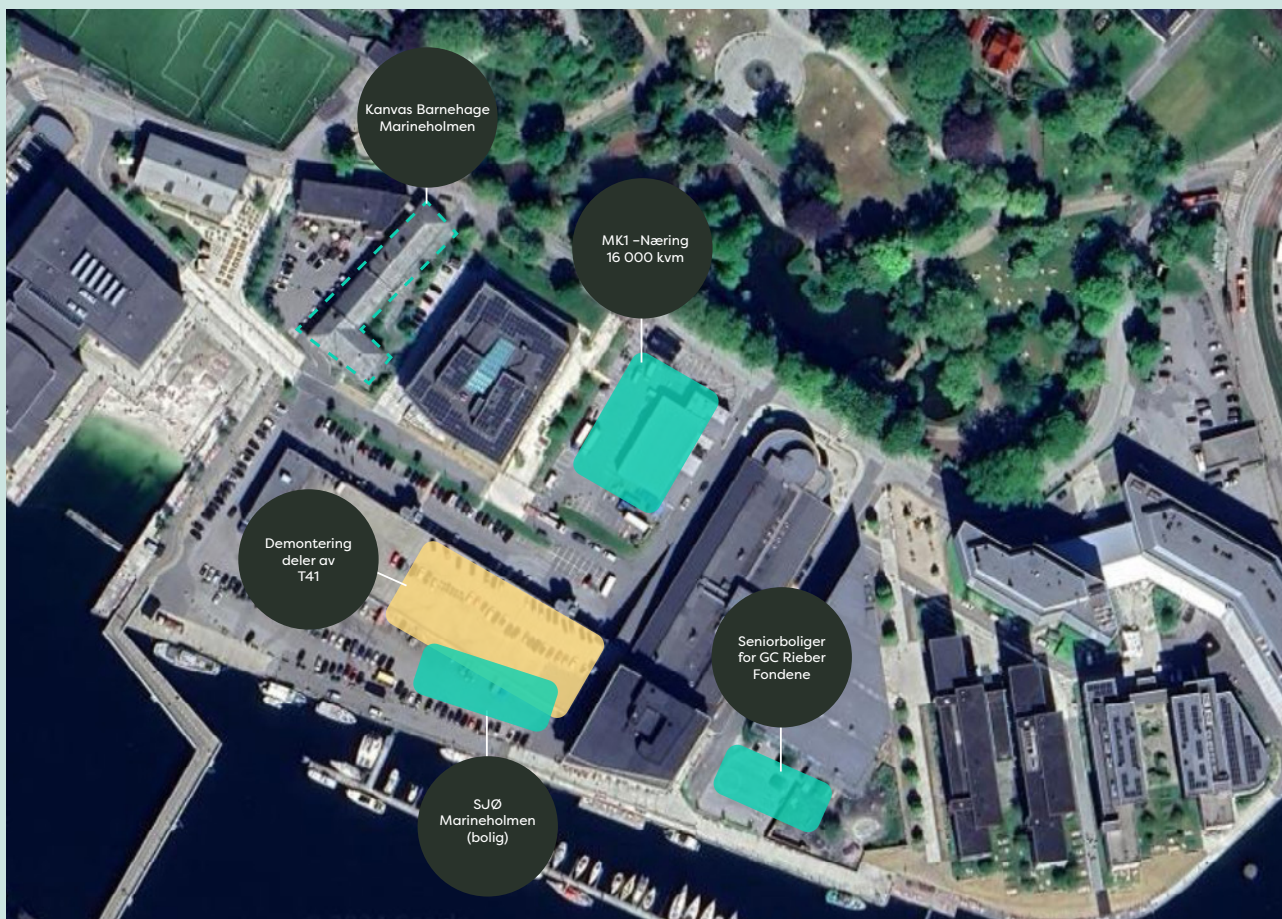 Kanvas Barnehage
Marineholmen
MK1 –Næring
16 000 kvm
Demontering
deler av
T41
Seniorboliger
for GC Rieber
Fondene
SJØ
Marineholmen
(bolig)